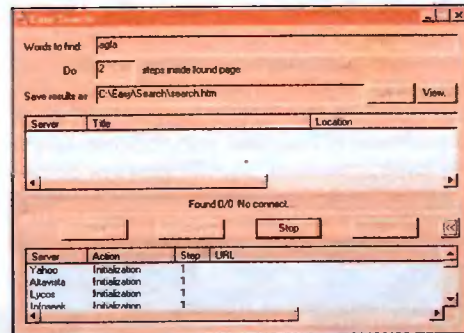 Easy Search
Words to find: agfa
Do 2 steps inside found page
Save results as C:\Easy\Search\search.htm View.
Server Title Location
Found 0/0 No connect...
Stop <<
Server Action Step URL
Yahoo Initialization 1
Altavista Initialization 1
Lycos Initialization 1
Infoseek Initialization 1